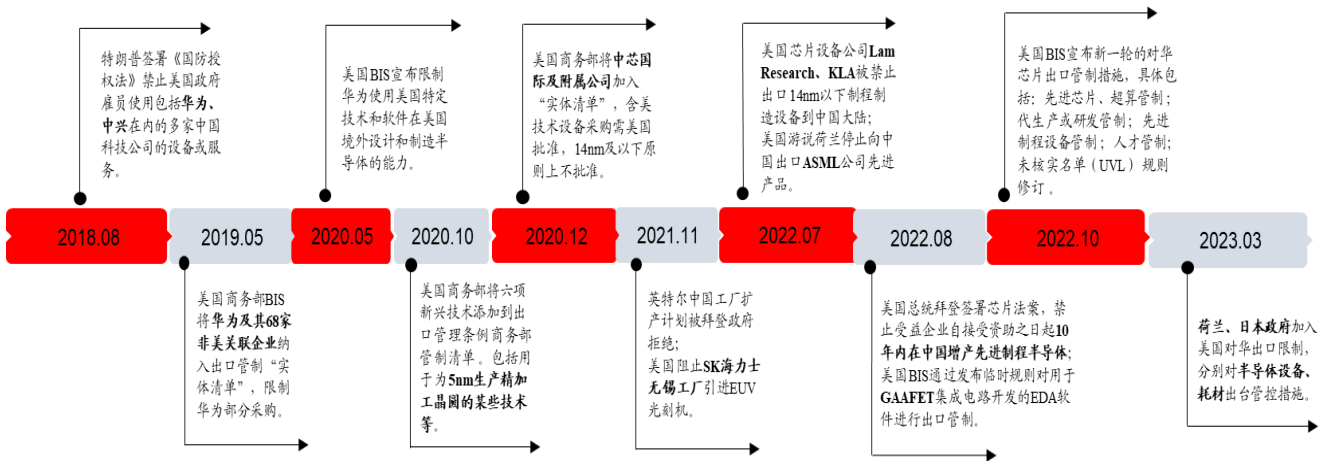 特朗普签署《国防授
权法》禁止美国政府
雇员使用包括华为、
中兴在内的多家中国
科技公司的设备或服
务。
美国BIS宣布限制
华为使用美国特定
技术和软件在美国
境外设计和制造半
导体的能力。
美国商务部将中芯国
际及附属公司加入
“实体清单”，含美
技术设备采购需美国
批准，14nm及以下原
则上不批准。
美国芯片设备公司Lam
Research、KLA被禁止
出口14nm以下制程制
造设备到中国大陆；
美国游说荷兰停止向中
国出口ASML公司先进
产品。
美国BIS宣布新一轮的对华
芯片出口管制措施，具体包
括：先进芯片、超算管制；
代生产或研发管制；先进
制程设备管制；人才管制；
未核实名单（UVL）规则
修订。
2018.08
2019.05
2020.05
2020.10
2020.12
2021.11
2022.07
2022.08
2022.10
2023.03
美国商务部BIS
将华为及其68家
非美关联企业纳
入出口管制“实
体清单”，限制
华为部分采购。
美国商务部将六项
新兴技术添加到出
口管理条例商务部
管制清单。包括用
于为5nm生产精加
工晶圆的某些技术
等。
英特尔中国工厂扩
产计划被拜登政府
拒绝；
美国阻止SK海力士
无锡工厂引进EUV
光刻机。
美国总统拜登签署芯片法案，禁
止受益企业自接受资助之日起10
年内在中国增产先进制程半导体；
美国BIS通过发布临时规则对用于
GAAFET集成电路开发的EDA软
件进行出口管制。
荷兰、日本政府加入
美国对华出口限制，
分别对半导体设备、
耗材出台管控措施。